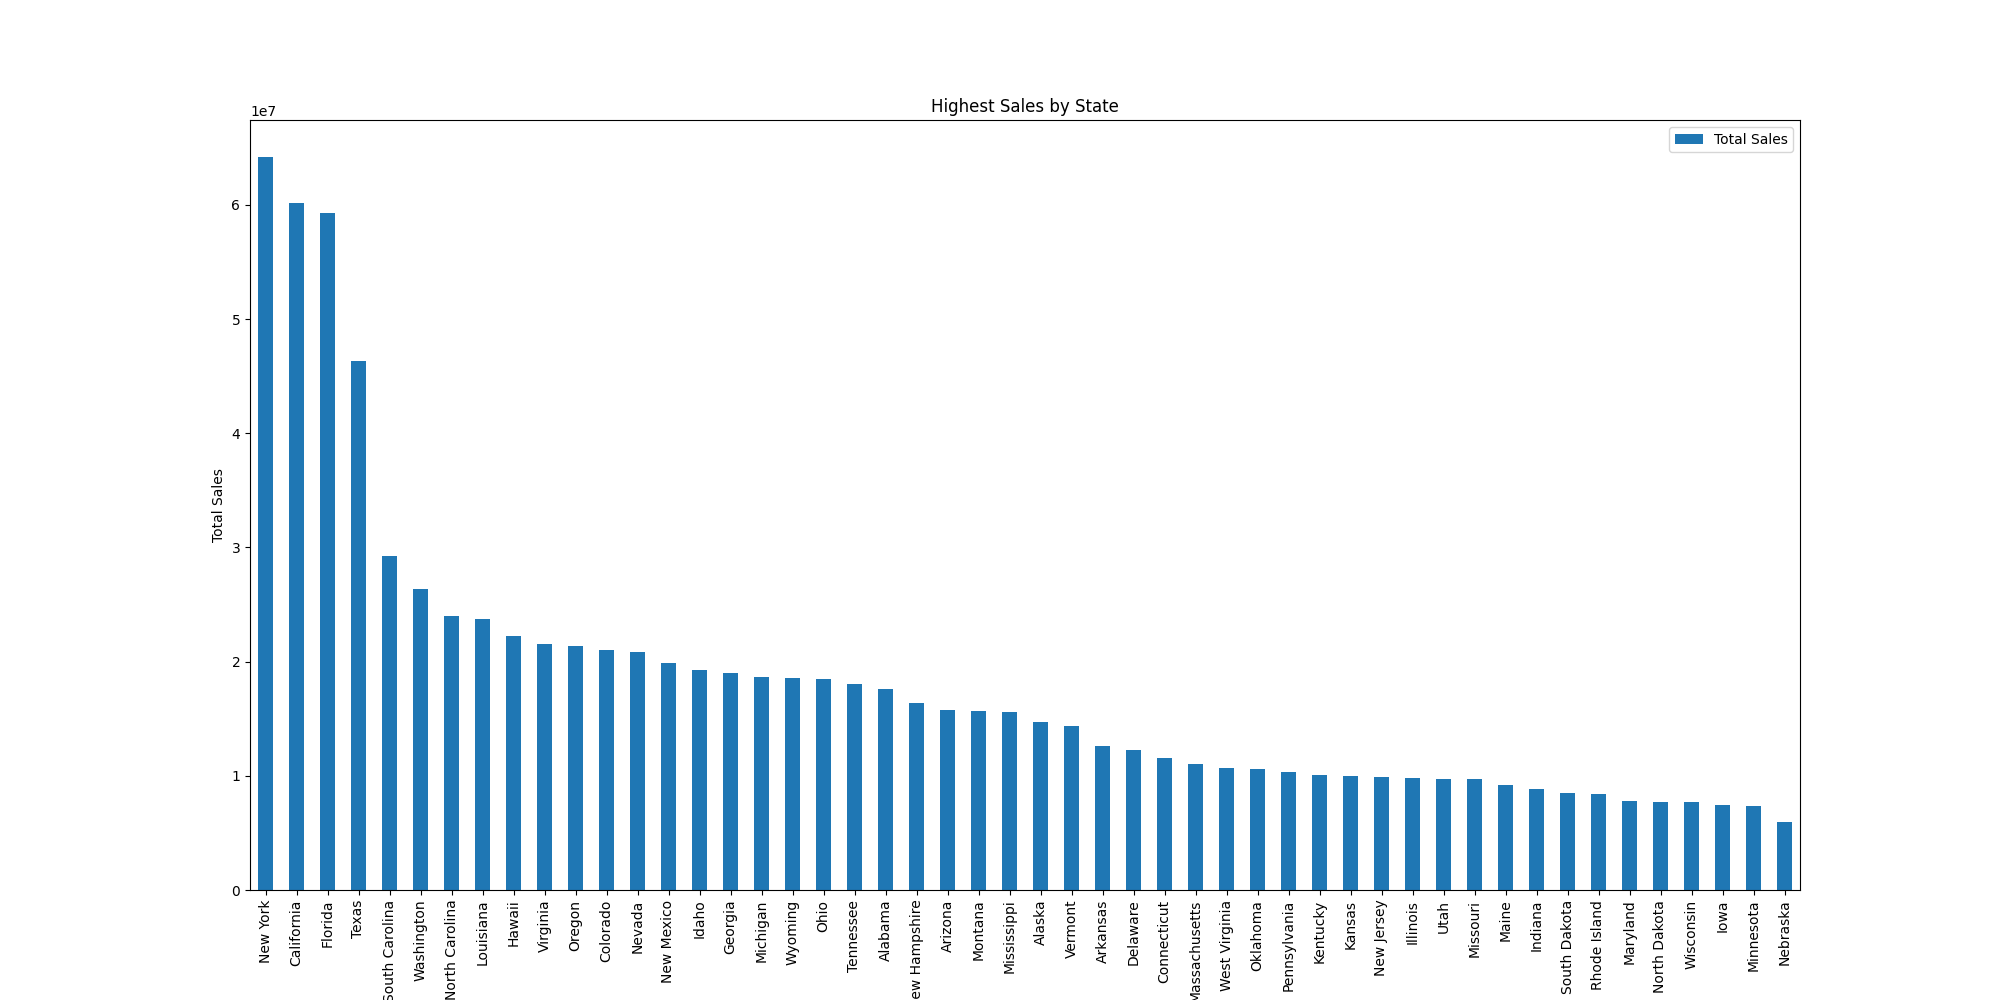 Highest Sales by State
1e7
Total Sales
6
5
4
3
2
1
0
Total Sales
New York
California
Florida
Texas
South Carolina
Washington
North Carolina
Louisiana
Hawaii
Virginia
Oregon
Colorado
Nevada
New Mexico
Idaho
Georgia
Michigan
Wyoming
Ohio
Tennessee
Alabama
ew Hampshire
Arizona
Montana
Mississippi
Alaska
Vermont
Arkansas
Delaware
Connecticut
Massachusetts
West Virginia
Oklahoma
Pennsylvania
Kentucky
Kansas
New Jersey
Illinois
Utah
Missouri
Maine
Indiana
South Dakota
Rhode Island
Maryland
North Dakota
Wisconsin
Iowa
Minnesota
Nebraska